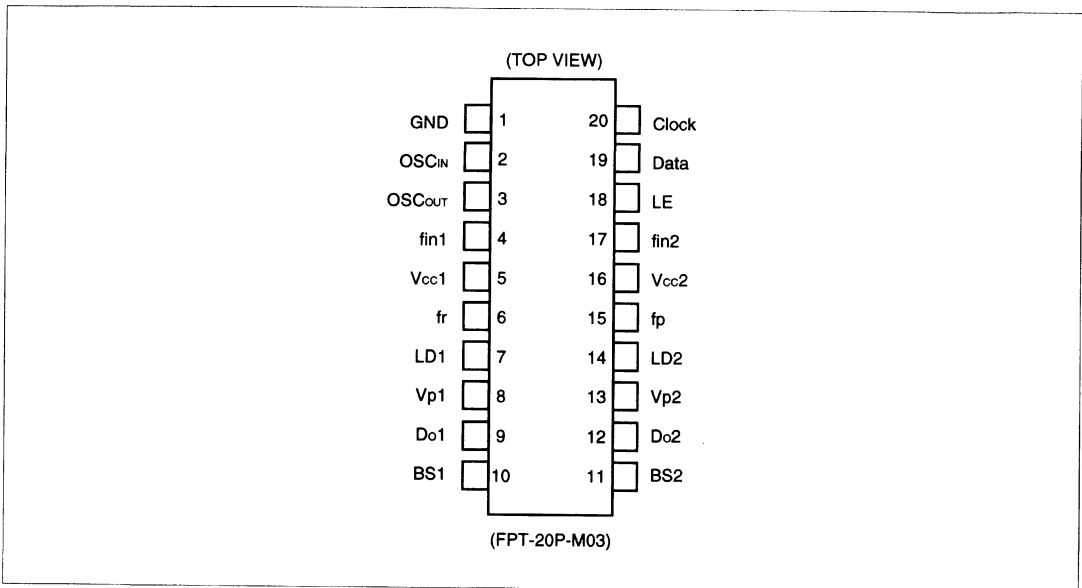 (TOP VIEW)
GND 1 20 Clock
OSCIN 2 19 Data
OSCOUT 3 18 LE
fin1 4 17 fin2
Vcc1 5 16 Vcc2
fr 6 15 fp
LD1 7 14 LD2
Vp1 8 13 Vp2
Do1 9 12 Do2
BS1 10 11 BS2
(FPT-20P-M03)